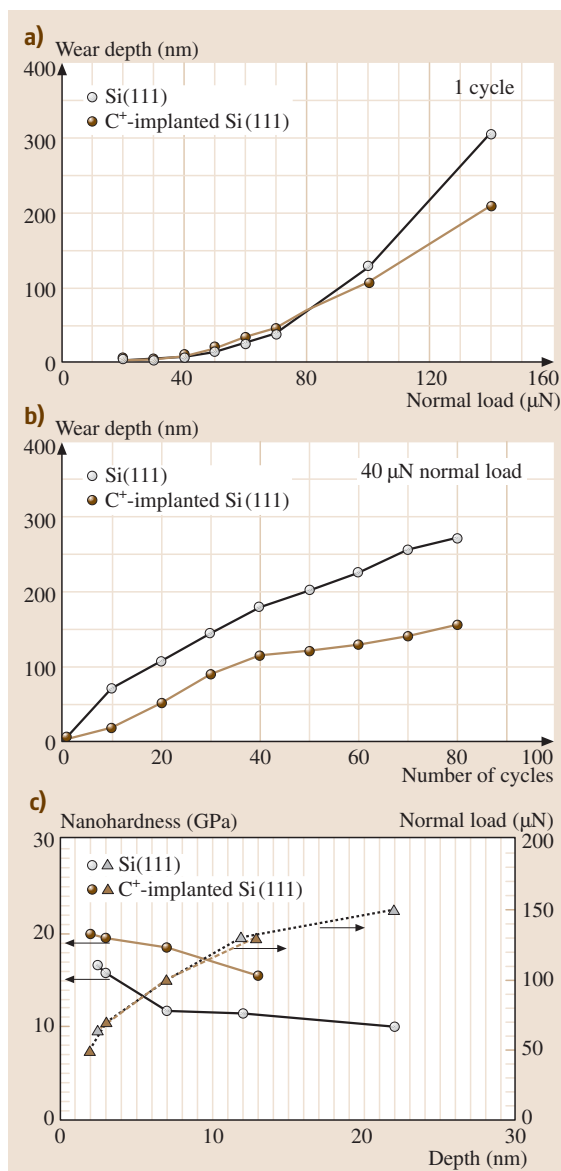 a)
Wear depth (nm)
400
300
200
100
0
Si(111)
C⁺-implanted Si(111)
1 cycle
0 40 80 120 160
Normal load (μN)
b)
Wear depth (nm)
400
300
200
100
0
Si(111)
C⁺-implanted Si(111)
40 μN normal load
0 20 40 60 80 100
Number of cycles
c)
Nanohardness (GPa) Normal load (μN)
30
20
10
0
Si(111)
C⁺-implanted Si(111)
200
150
100
50
0
0 10 20 30
Depth (nm)